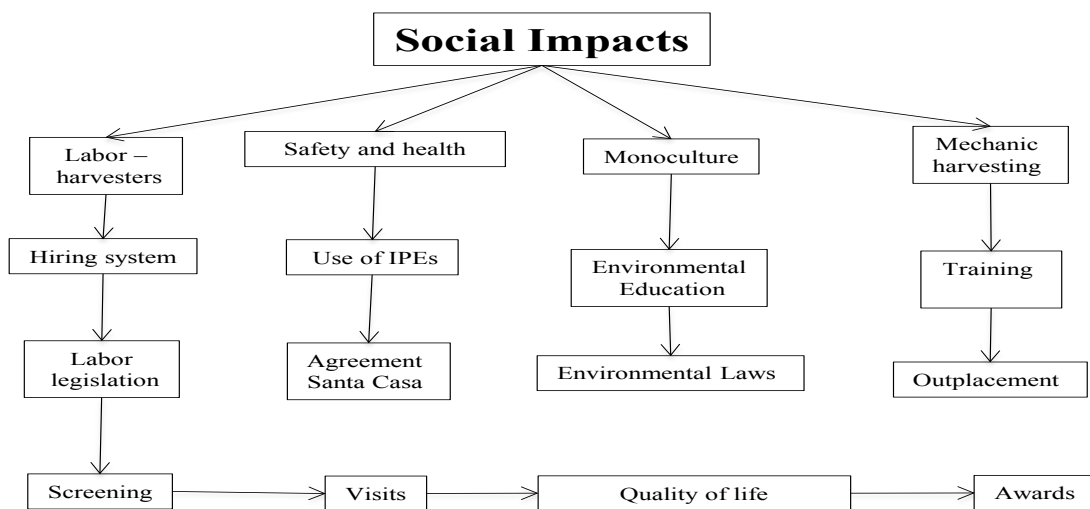 Social Impacts
Labor –
harvesters
Safety and health
Monoculture
Mechanic
harvesting
Hiring system
Use of IPEs
Environmental
Education
Training
Labor
legislation
Agreement
Santa Casa
Environmental Laws
Outplacement
Screening
Visits
Quality of life
Awards